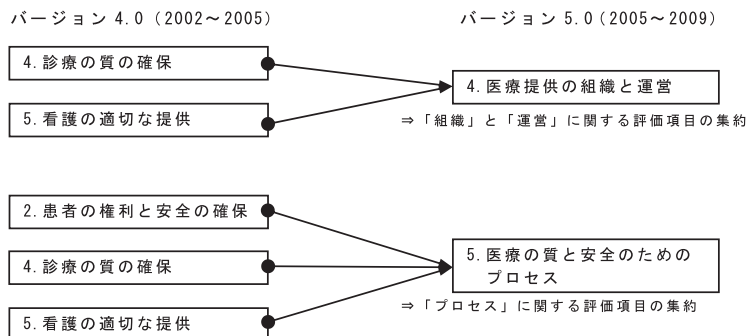 バージョン4.0(2002～2005)
バージョン5.0(2005～2009)
4.診療の質の確保
5.看護の適切な提供
4.医療提供の組織と運営
⇒「組織」と「運営」に関する評価項目の集約
2.患者の権利と安全の確保
4.診療の質の確保
5.看護の適切な提供
5.医療の質と安全のための
プロセス
⇒「プロセス」に関する評価項目の集約